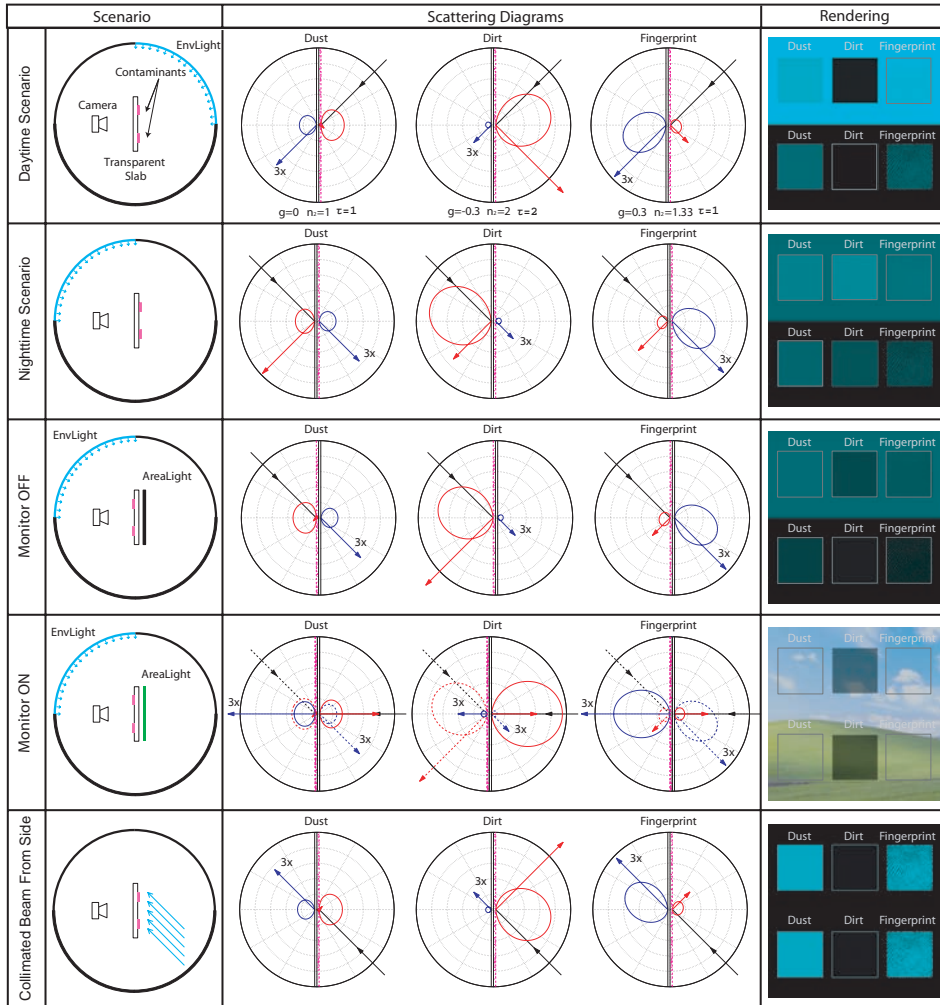 Scenario
Scattering Diagrams
Rendering
Daytime Scenario
EnvLight
Contaminants
Camera
Transparent
Slab
Dust
3x
g=0 n₂=1 τ=1
Dirt
3x
g=-0.3 n₂=2 τ=2
Fingerprint
3x
g=0.3 n₂=1.33 τ=1
Dust Dirt Fingerprint
Dust Dirt Fingerprint
Nighttime Scenario
Dust
3x
Dirt
3x
Fingerprint
3x
Dust Dirt Fingerprint
Dust Dirt Fingerprint
Monitor OFF
EnvLight
AreaLight
Dust
3x
Dirt
3x
Fingerprint
3x
Dust Dirt Fingerprint
Dust Dirt Fingerprint
Monitor ON
EnvLight
AreaLight
Dust
3x
3x
Dirt
3x
3x
Fingerprint
3x
3x
Dust Dirt Fingerprint
Dust Dirt Fingerprint
Collimated Beam From Side
Dust
3x
Dirt
3x
Fingerprint
3x
Dust Dirt Fingerprint
Dust Dirt Fingerprint